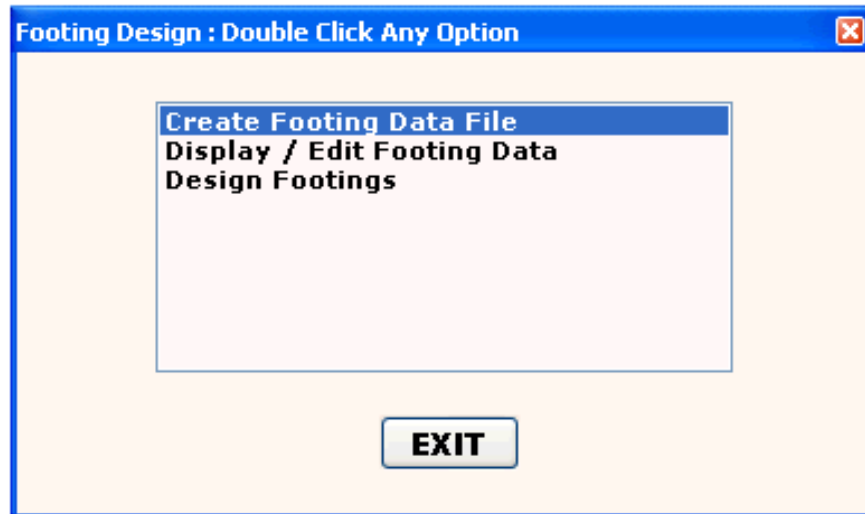 Footing Design : Double Click Any Option
Create Footing Data File
Display / Edit Footing Data
Design Footings
EXIT